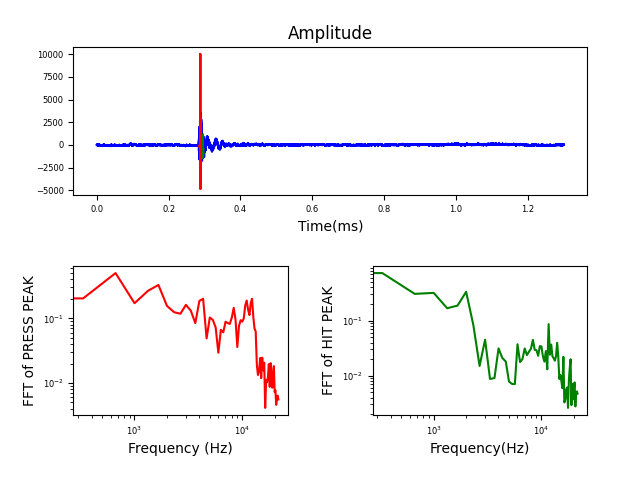 Amplitude
10000
7500
5000
2500
0
−2500
−5000
0.0 0.2 0.4 0.6 0.8 1.0 1.2
Time(ms)
FFT of PRESS PEAK
10⁻¹
10⁻²
10³ 10⁴
Frequency (Hz)
FFT of HIT PEAK
10⁻¹
10⁻²
10³ 10⁴
Frequency(Hz)